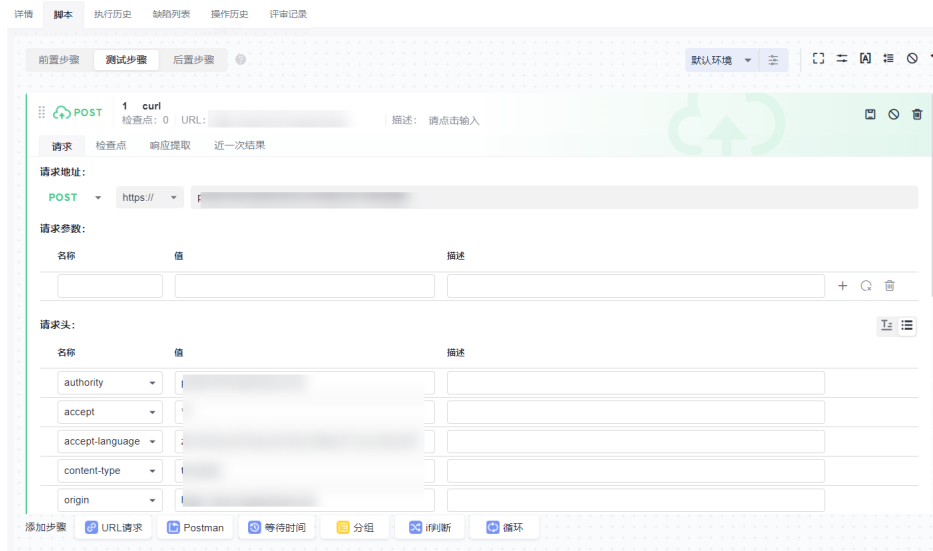 详情 脚本 执行历史 缺陷列表 操作历史 评审记录
前置步骤 测试步骤 后置步骤 默认环境
POST 1 curl
检查点: 0 URL: 描述: 请点击输入
请求 检查点 响应提取 近一次结果
请求地址:
POST https://
请求参数:
名称 值 描述
请求头:
名称 值 描述
authority
accept
accept-language
content-type
origin
添加步骤 URL请求 Postman 等待时间 分组 if判断 循环